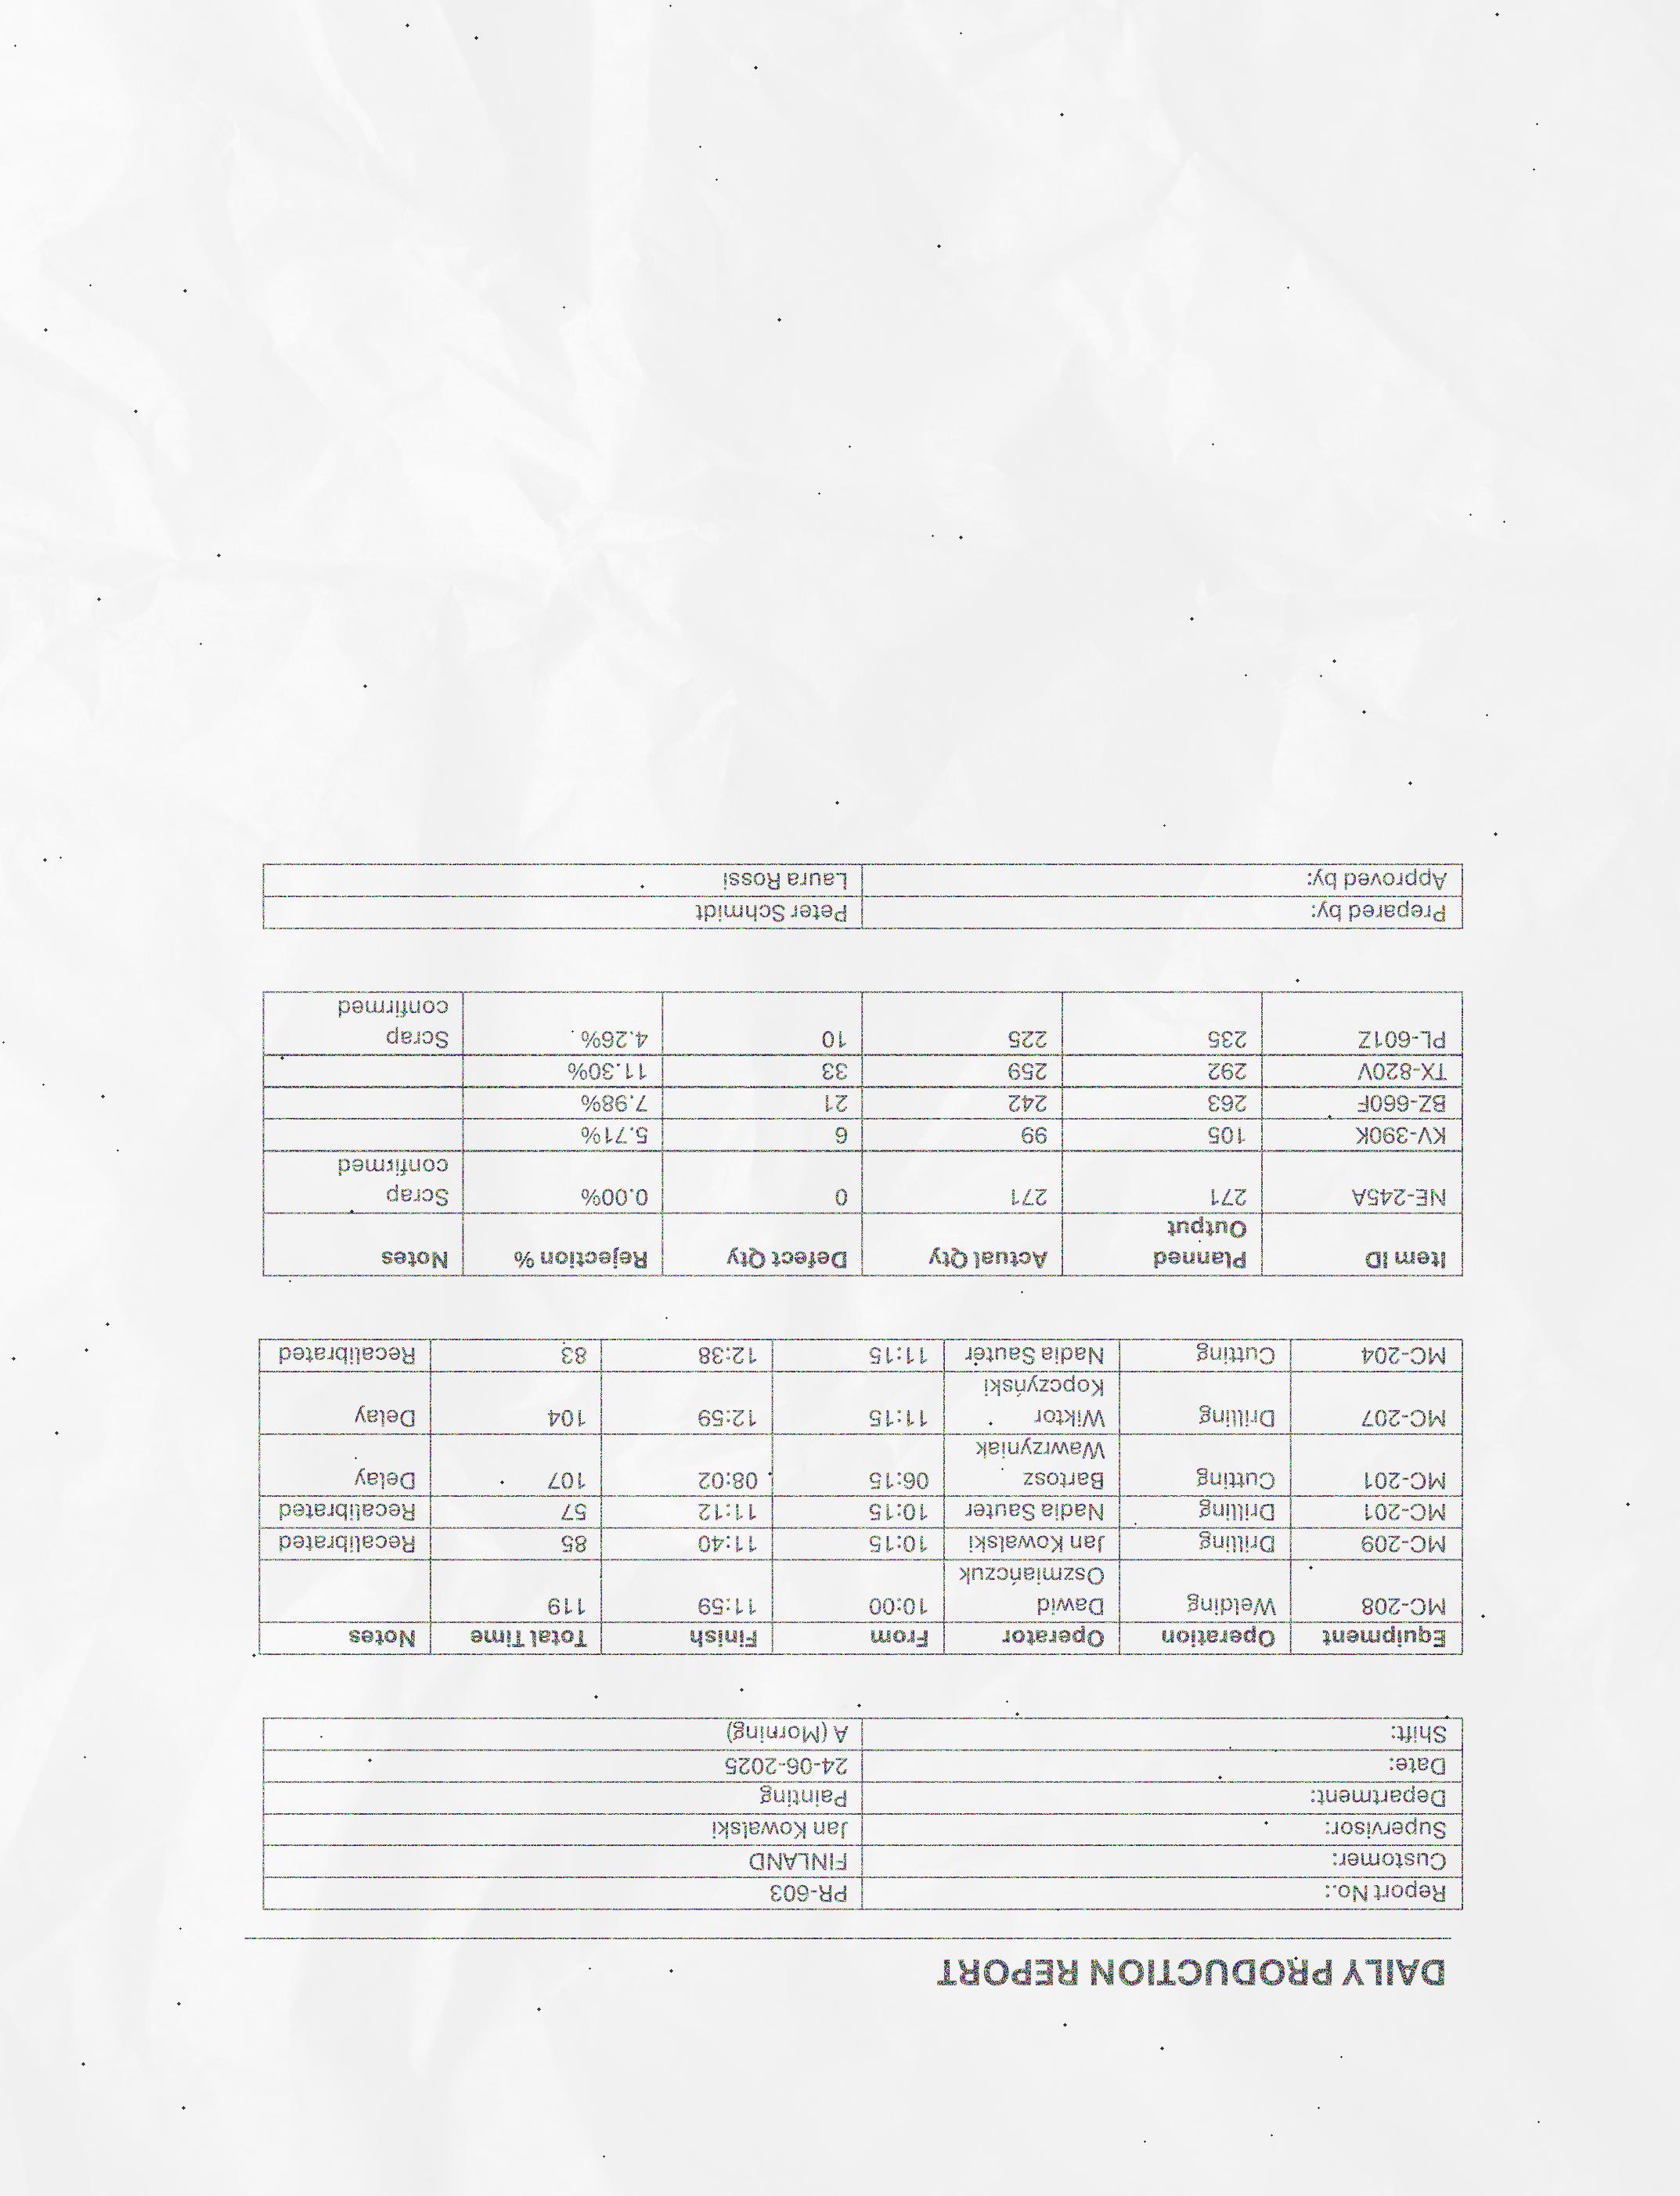 DAILY PRODUCTION REPORT
Report No.: PR-603
Customer: FINLAND
Supervisor: Jan Kowalski
Department: Painting
Date: 24-06-2025
Shift: A (Morning)
Equipment Operation Operator From Finish Total Time Notes
MC-208 Welding Dawid 10:00 11:59 119
Oszmiańczuk
MC-209 Drilling Jan Kowalski 10:15 11:40 85 Recalibrated
MC-201 Drilling Nadia Sauter 10:15 11:12 57 Recalibrated
MC-201 Cutting Bartosz 06:15 08:02 107 Delay
Wawrzyniak
MC-207 Drilling Wiktor 11:15 12:59 104 Delay
Kopczyński
MC-204 Cutting Nadia Sauter 11:15 12:38 83 Recalibrated
Item ID Planned Actual Qty Defect Qty Rejection % Notes
Output
NE-245A 271 271 0 0.00% Scrap
confirmed
KV-390K 105 99 6 5.71%
BZ-660F 263 242 21 7.98%
TX-820V 292 259 33 11.30%
PL-601Z 235 225 10 4.26% Scrap
confirmed
Prepared by: Peter Schmidt
Approved by: Laura Rossi